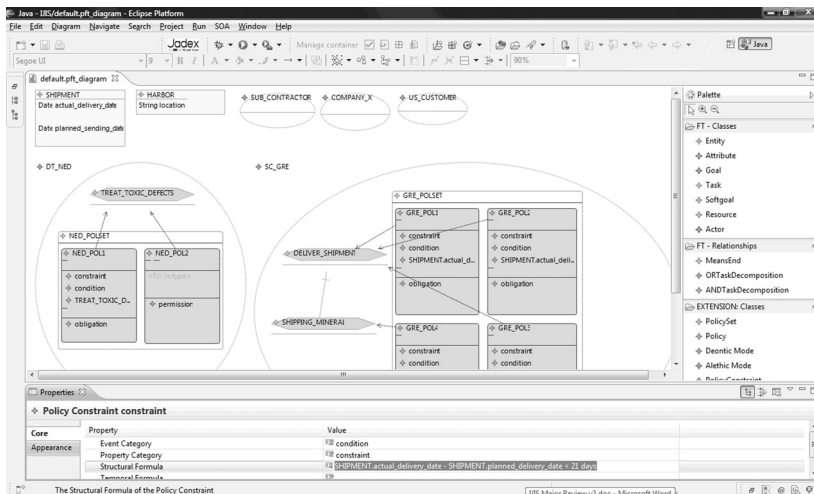 Java - IJIS/default.pft_diagram - Eclipse Platform
File Edit Diagram Navigate Search Project Run SOA Window Help
Jadex Manage container Java
Segoe UI 9 B I A 90%
default.pft_diagram
SHIPMENT
Date actual_delivery_date
Date planned_sending_date
HARBOR
String location
SUB_CONTRACTOR COMPANY_X US_CUSTOMER
DT_NED SC_GRE
TREAT_TOXIC_DEFECTS
NED_POLSET
NED_POL1
constraint
condition
TREAT_TOXIC_D...
obligation
NED_POL2
permission
GRE_POLSET
GRE_POL1
constraint
condition
SHIPMENT.actual_d...
obligation
GRE_POL2
constraint
condition
SHIPMENT.actual_deli...
obligation
DELIVER_SHIPMENT
SHIPPING_MINERAL
GRE_POL4
constraint
condition
GRE_POL3
constraint
condition
Palette
FT - Classes
Entity
Attribute
Goal
Task
Softgoal
Resource
Actor
FT - Relationships
MeansEnd
ORTaskDecomposition
ANDTaskDecomposition
EXTENSION: Classes
PolicySet
Policy
Deontic Mode
Alethic Mode
PolicyConstraint
Properties
Policy Constraint constraint
Core
Appearance
Property Value
Event Category condition
Property Category constraint
Structural Formula SHIPMENT.actual_delivery_date - SHIPMENT.planned_delivery_date < 21 days
Temporal Formula
The Structural Formula of the Policy Constraint
IJIS Major Review v2.doc - Microsoft Word